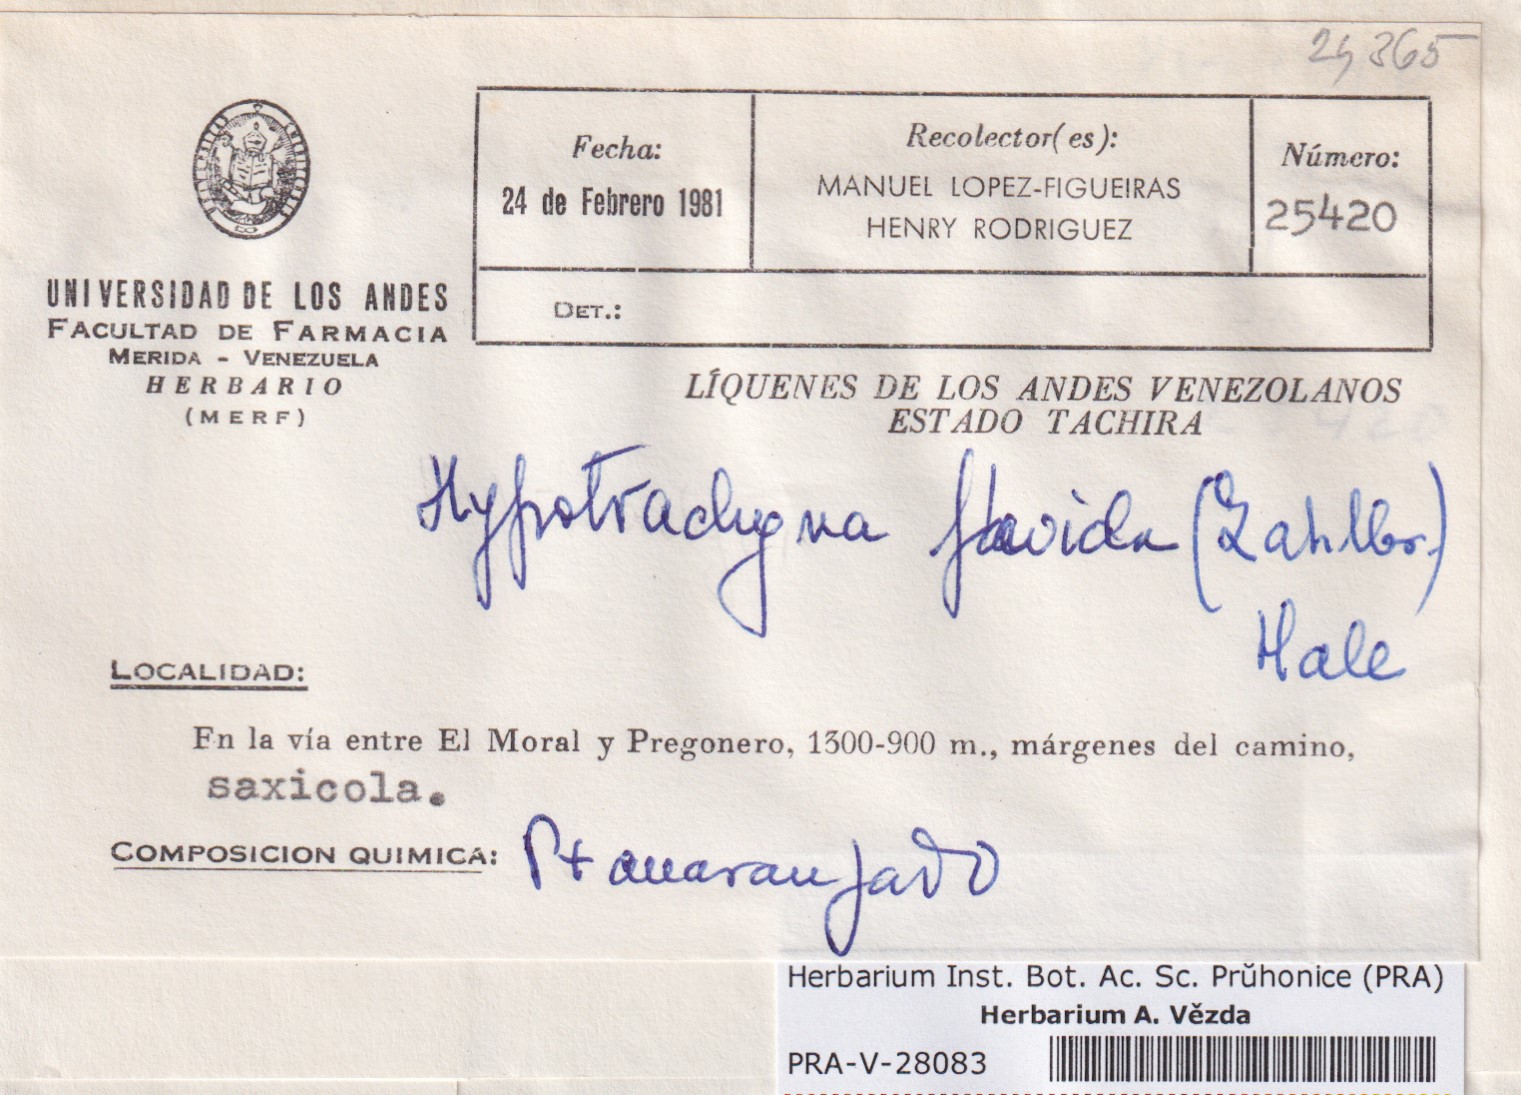 24365
Fecha:
24 de Febrero 1981
Recolector(es):
MANUEL LOPEZ-FIGUEIRAS
HENRY RODRIGUEZ
Número:
25420
DET.:
UNIVERSIDAD DE LOS ANDES
FACULTAD DE FARMACIA
MERIDA - VENEZUELA
HERBARIO
(MERF)
LÍQUENES DE LOS ANDES VENEZOLANOS
ESTADO TACHIRA
Hypotrachyna flavida (Zahlbr.)
Hale
LOCALIDAD:
En la vía entre El Moral y Pregonero, 1300-900 m., márgenes del camino,
saxicola.
COMPOSICION QUIMICA: P+ anaranjado
Herbarium Inst. Bot. Ac. Sc. Prŭhonice (PRA)
Herbarium A. Vězda
PRA-V-28083